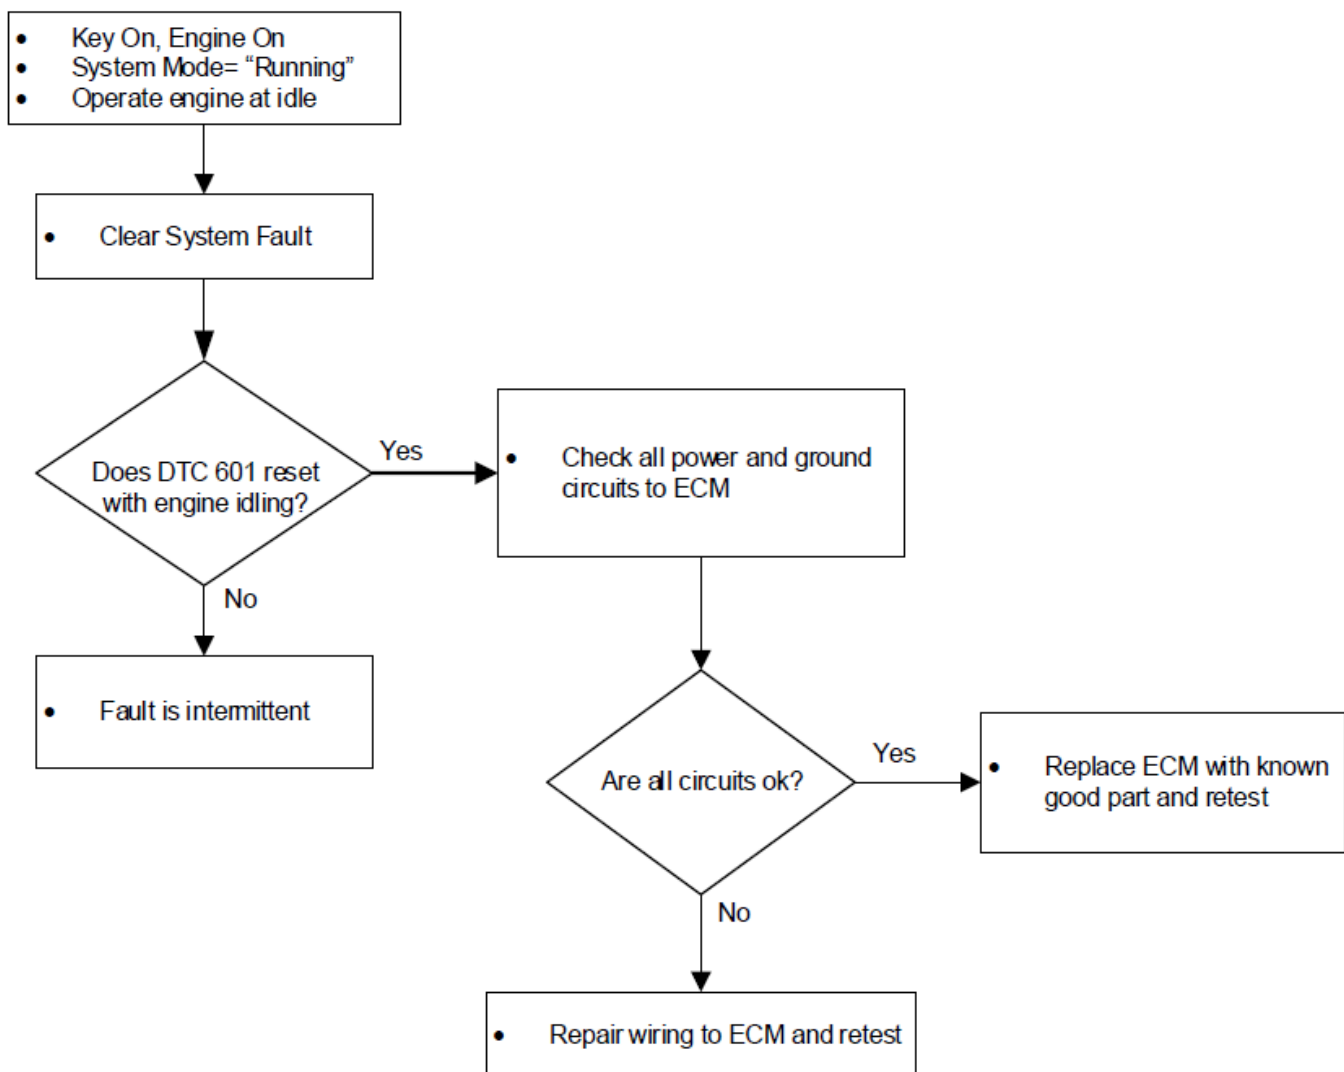 • Key On, Engine On
• System Mode= “Running”
• Operate engine at idle
• Clear System Fault
Does DTC 601 reset
with engine idling?
Yes
• Check all power and ground
circuits to ECM
No
• Fault is intermittent
Are all circuits ok?
Yes
• Replace ECM with known
good part and retest
No
• Repair wiring to ECM and retest